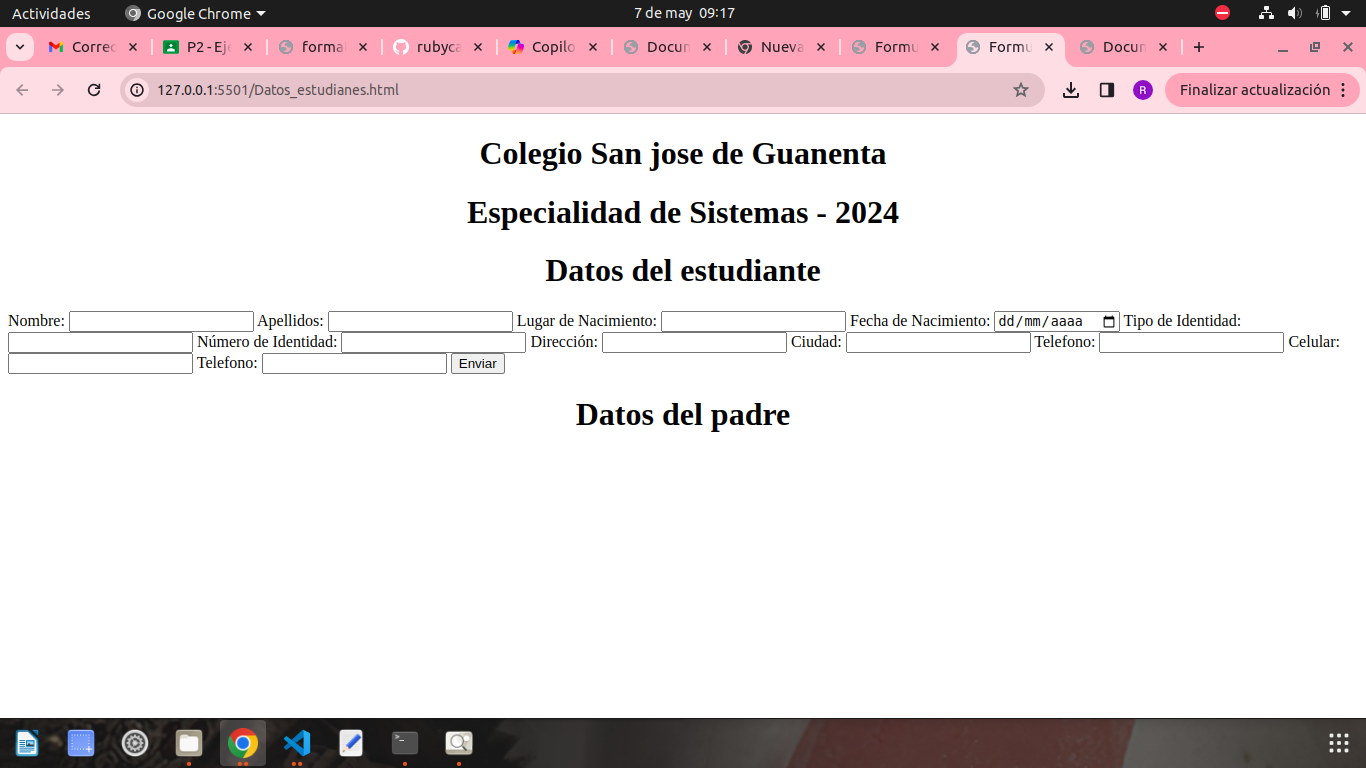 Actividades Google Chrome 7 de may 09:17
Correc P2 - Eje forma rubyca Copilo Docum Nueva Formu Formu Docum
127.0.0.1:5501/Datos_estudianes.html R Finalizar actualización
Colegio San jose de Guanenta
Especialidad de Sistemas - 2024
Datos del estudiante
Nombre: Apellidos: Lugar de Nacimiento: Fecha de Nacimiento: dd/mm/aaaa Tipo de Identidad:
Número de Identidad: Dirección: Ciudad: Telefono: Celular:
Telefono: Enviar
Datos del padre